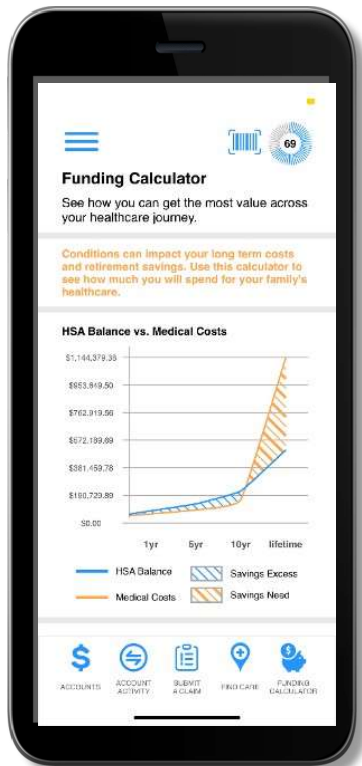 69
Funding Calculator
See how you can get the most value across
your healthcare journey.
Conditions can impact your long term costs
and retirement savings. Use this calculator to
see how much you will spend for your family's
healthcare.
HSA Balance vs. Medical Costs
$1,144,379.35
$953,649.50
$762,919.56
$572,189.69
$381,459.78
$190,729.89
$0.00
1yr 5yr 10yr lifetime
HSA Balance Savings Excess
Medical Costs Savings Need
ACCOUNTS ACCOUNT ACTIVITY SUBMIT A CLAIM FIND CARE FUNDING CALCULATOR